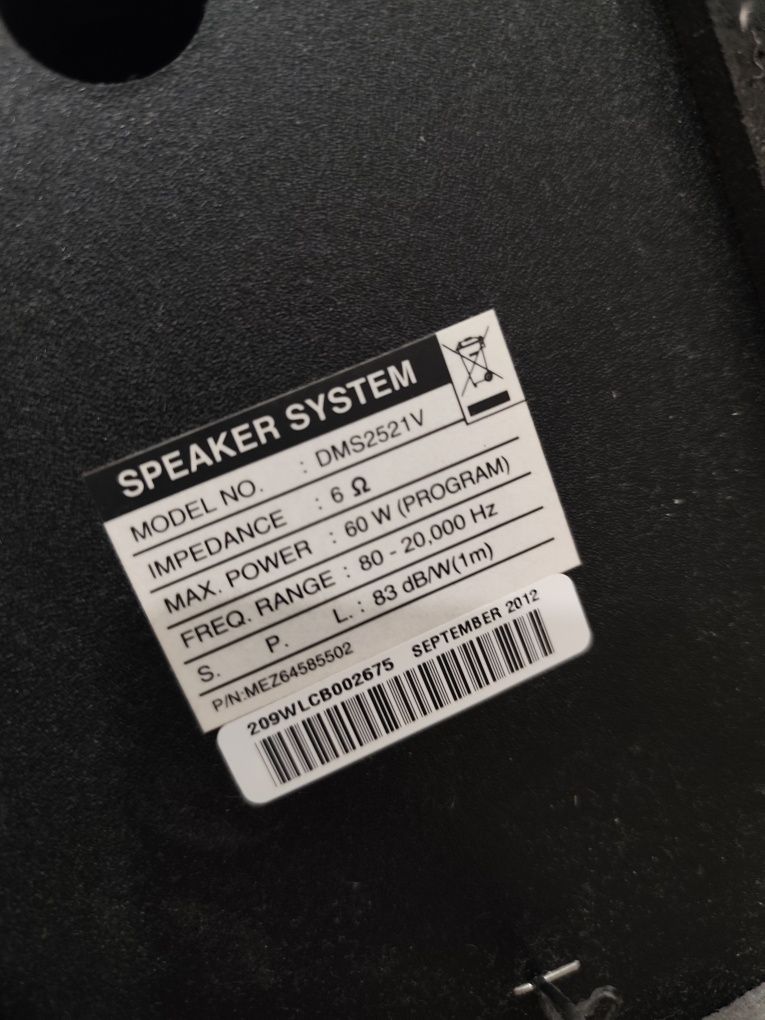 SPEAKER SYSTEM
MODEL NO. : DMS2521V
IMPEDANCE : 6 Ω
MAX. POWER : 60 W (PROGRAM)
FREQ. RANGE : 80 - 20,000 Hz
S. P. L. : 83 dB/W(1m)
P/N:MEZ64585502
209WLCB002675 SEPTEMBER 2012